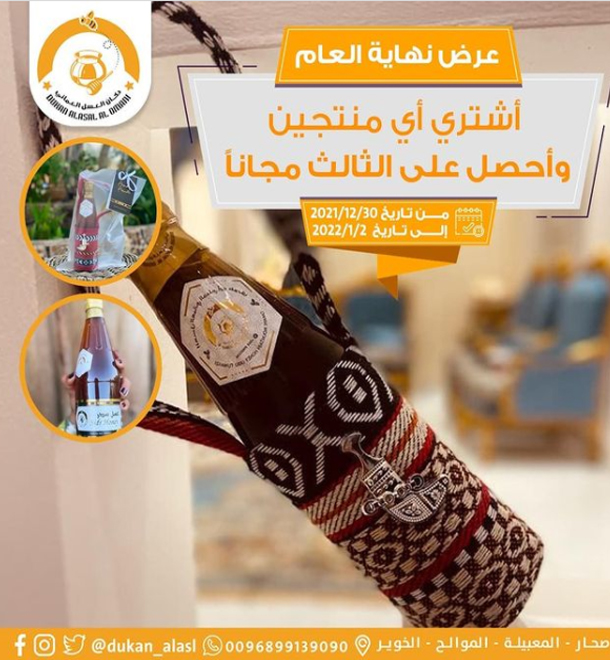 عرض نهاية العام
أشتري أي منتجين
وأحصل على الثالث مجاناً
من تاريخ 2021/12/30
إلى تاريخ 2022/1/2
دكان العسل العماني
DUKAN ALASAL AL OMANI
@dukan_alasl 0096899139090 صحار - المعبيلة - الموالح - الخوير